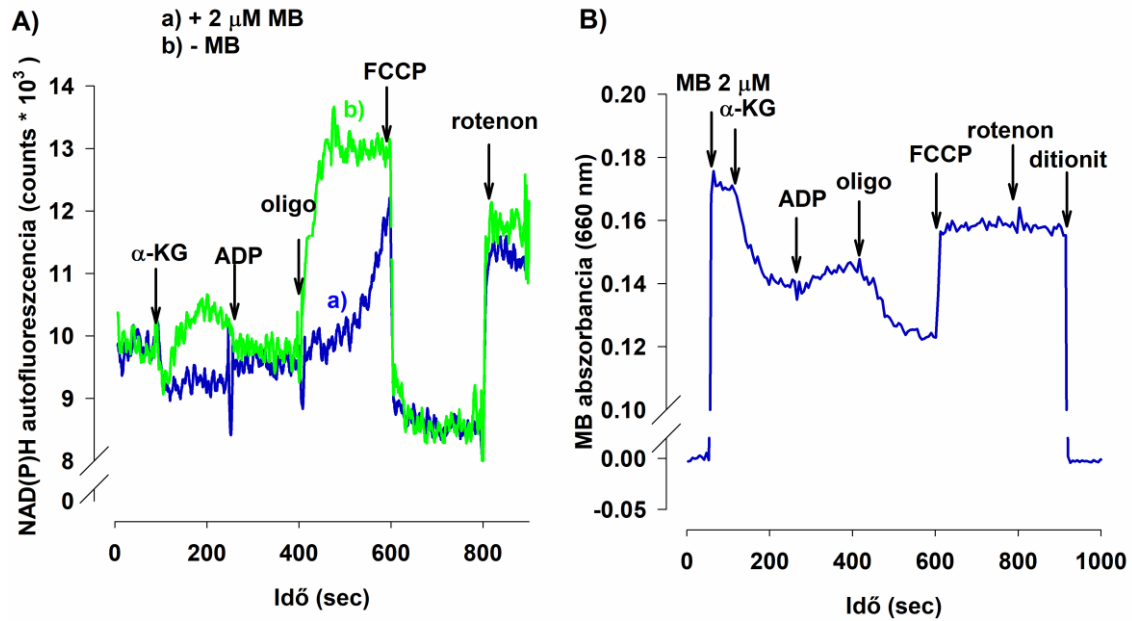 A)
a) + 2 μM MB
b) - MB
NAD(P)H autofluoreszcencia (counts * 10³)
14
13
12
11
10
9
8
0
α-KG
ADP
oligo
b)
a)
FCCP
rotenon
0 200 400 600 800
Idő (sec)
B)
MB abszorbancia (660 nm)
0.20
0.18
0.16
0.14
0.12
0.10
0.00
-0.05
MB 2 μM
α-KG
ADP
oligo
FCCP
rotenon
ditionit
0 200 400 600 800 1000
Idő (sec)